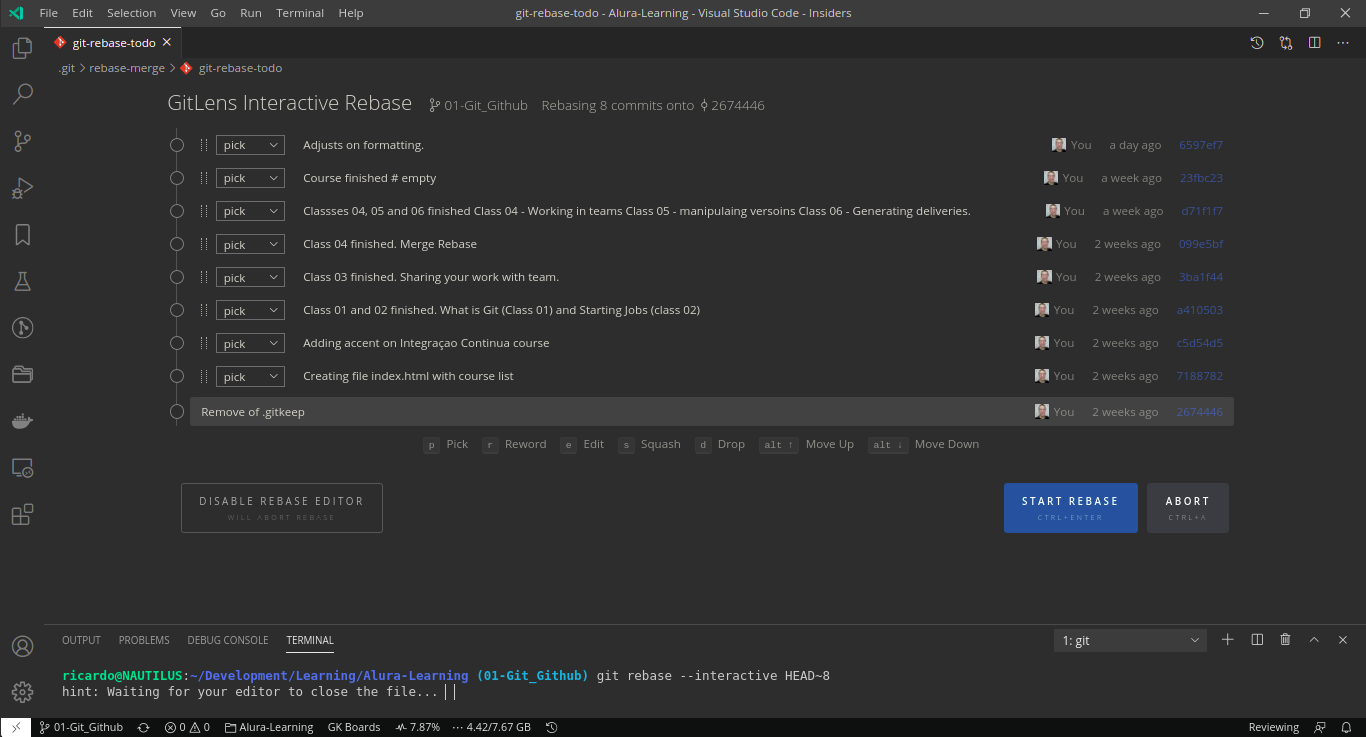 File Edit Selection View Go Run Terminal Help git-rebase-todo - Alura-Learning - Visual Studio Code - Insiders
git-rebase-todo
.git > rebase-merge > git-rebase-todo
GitLens Interactive Rebase 01-Git_Github Rebasing 8 commits onto 2674446
pick Adjusts on formatting. You a day ago 6597ef7
pick Course finished # empty You a week ago 23fbc23
pick Classses 04, 05 and 06 finished Class 04 - Working in teams Class 05 - manipulaing versoins Class 06 - Generating deliveries. You a week ago d71f1f7
pick Class 04 finished. Merge Rebase You 2 weeks ago 099e5bf
pick Class 03 finished. Sharing your work with team. You 2 weeks ago 3ba1f44
pick Class 01 and 02 finished. What is Git (Class 01) and Starting Jobs (class 02) You 2 weeks ago a410503
pick Adding accent on Integraçao Continua course You 2 weeks ago c5d54d5
pick Creating file index.html with course list You 2 weeks ago 7188782
Remove of .gitkeep You 2 weeks ago 2674446
p Pick r Reword e Edit s Squash d Drop alt ↑ Move Up alt ↓ Move Down
DISABLE REBASE EDITOR START REBASE ABORT
WILL ABORT REBASE CTRL+ENTER CTRL+A
OUTPUT PROBLEMS DEBUG CONSOLE TERMINAL 1: git
ricardo@NAUTILUS:~/Development/Learning/Alura-Learning (01-Git_Github) git rebase --interactive HEAD~8
hint: Waiting for your editor to close the file...
01-Git_Github 0 0 Alura-Learning GK Boards 7.87% 4.42/7.67 GB Reviewing